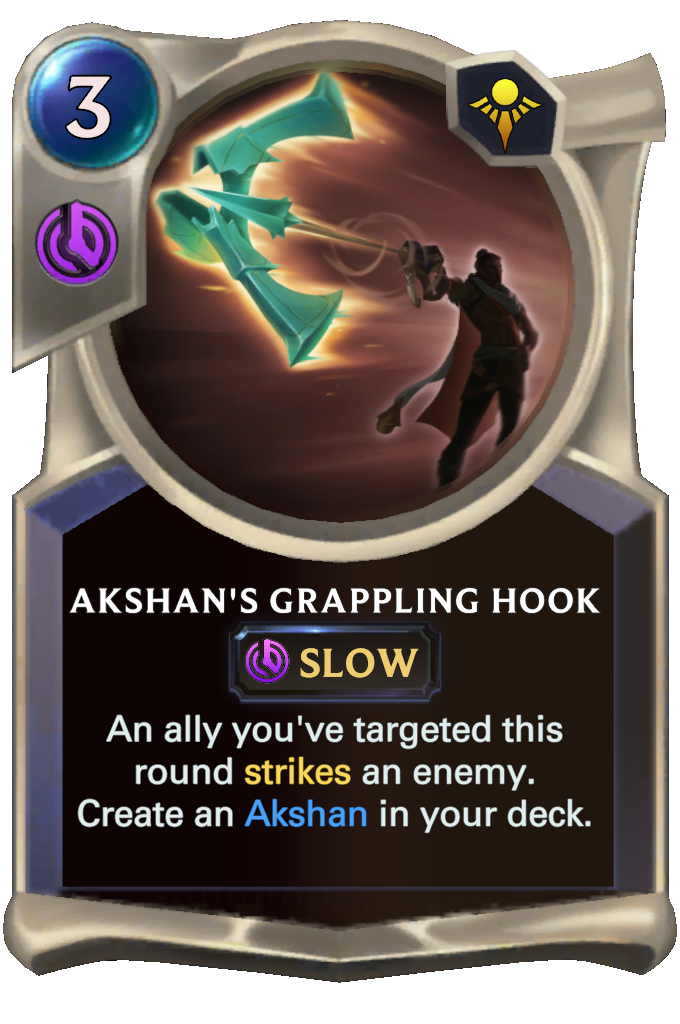 3
AKSHAN'S GRAPPLING HOOK
SLOW
An ally you've targeted this
round strikes an enemy.
Create an Akshan in your deck.